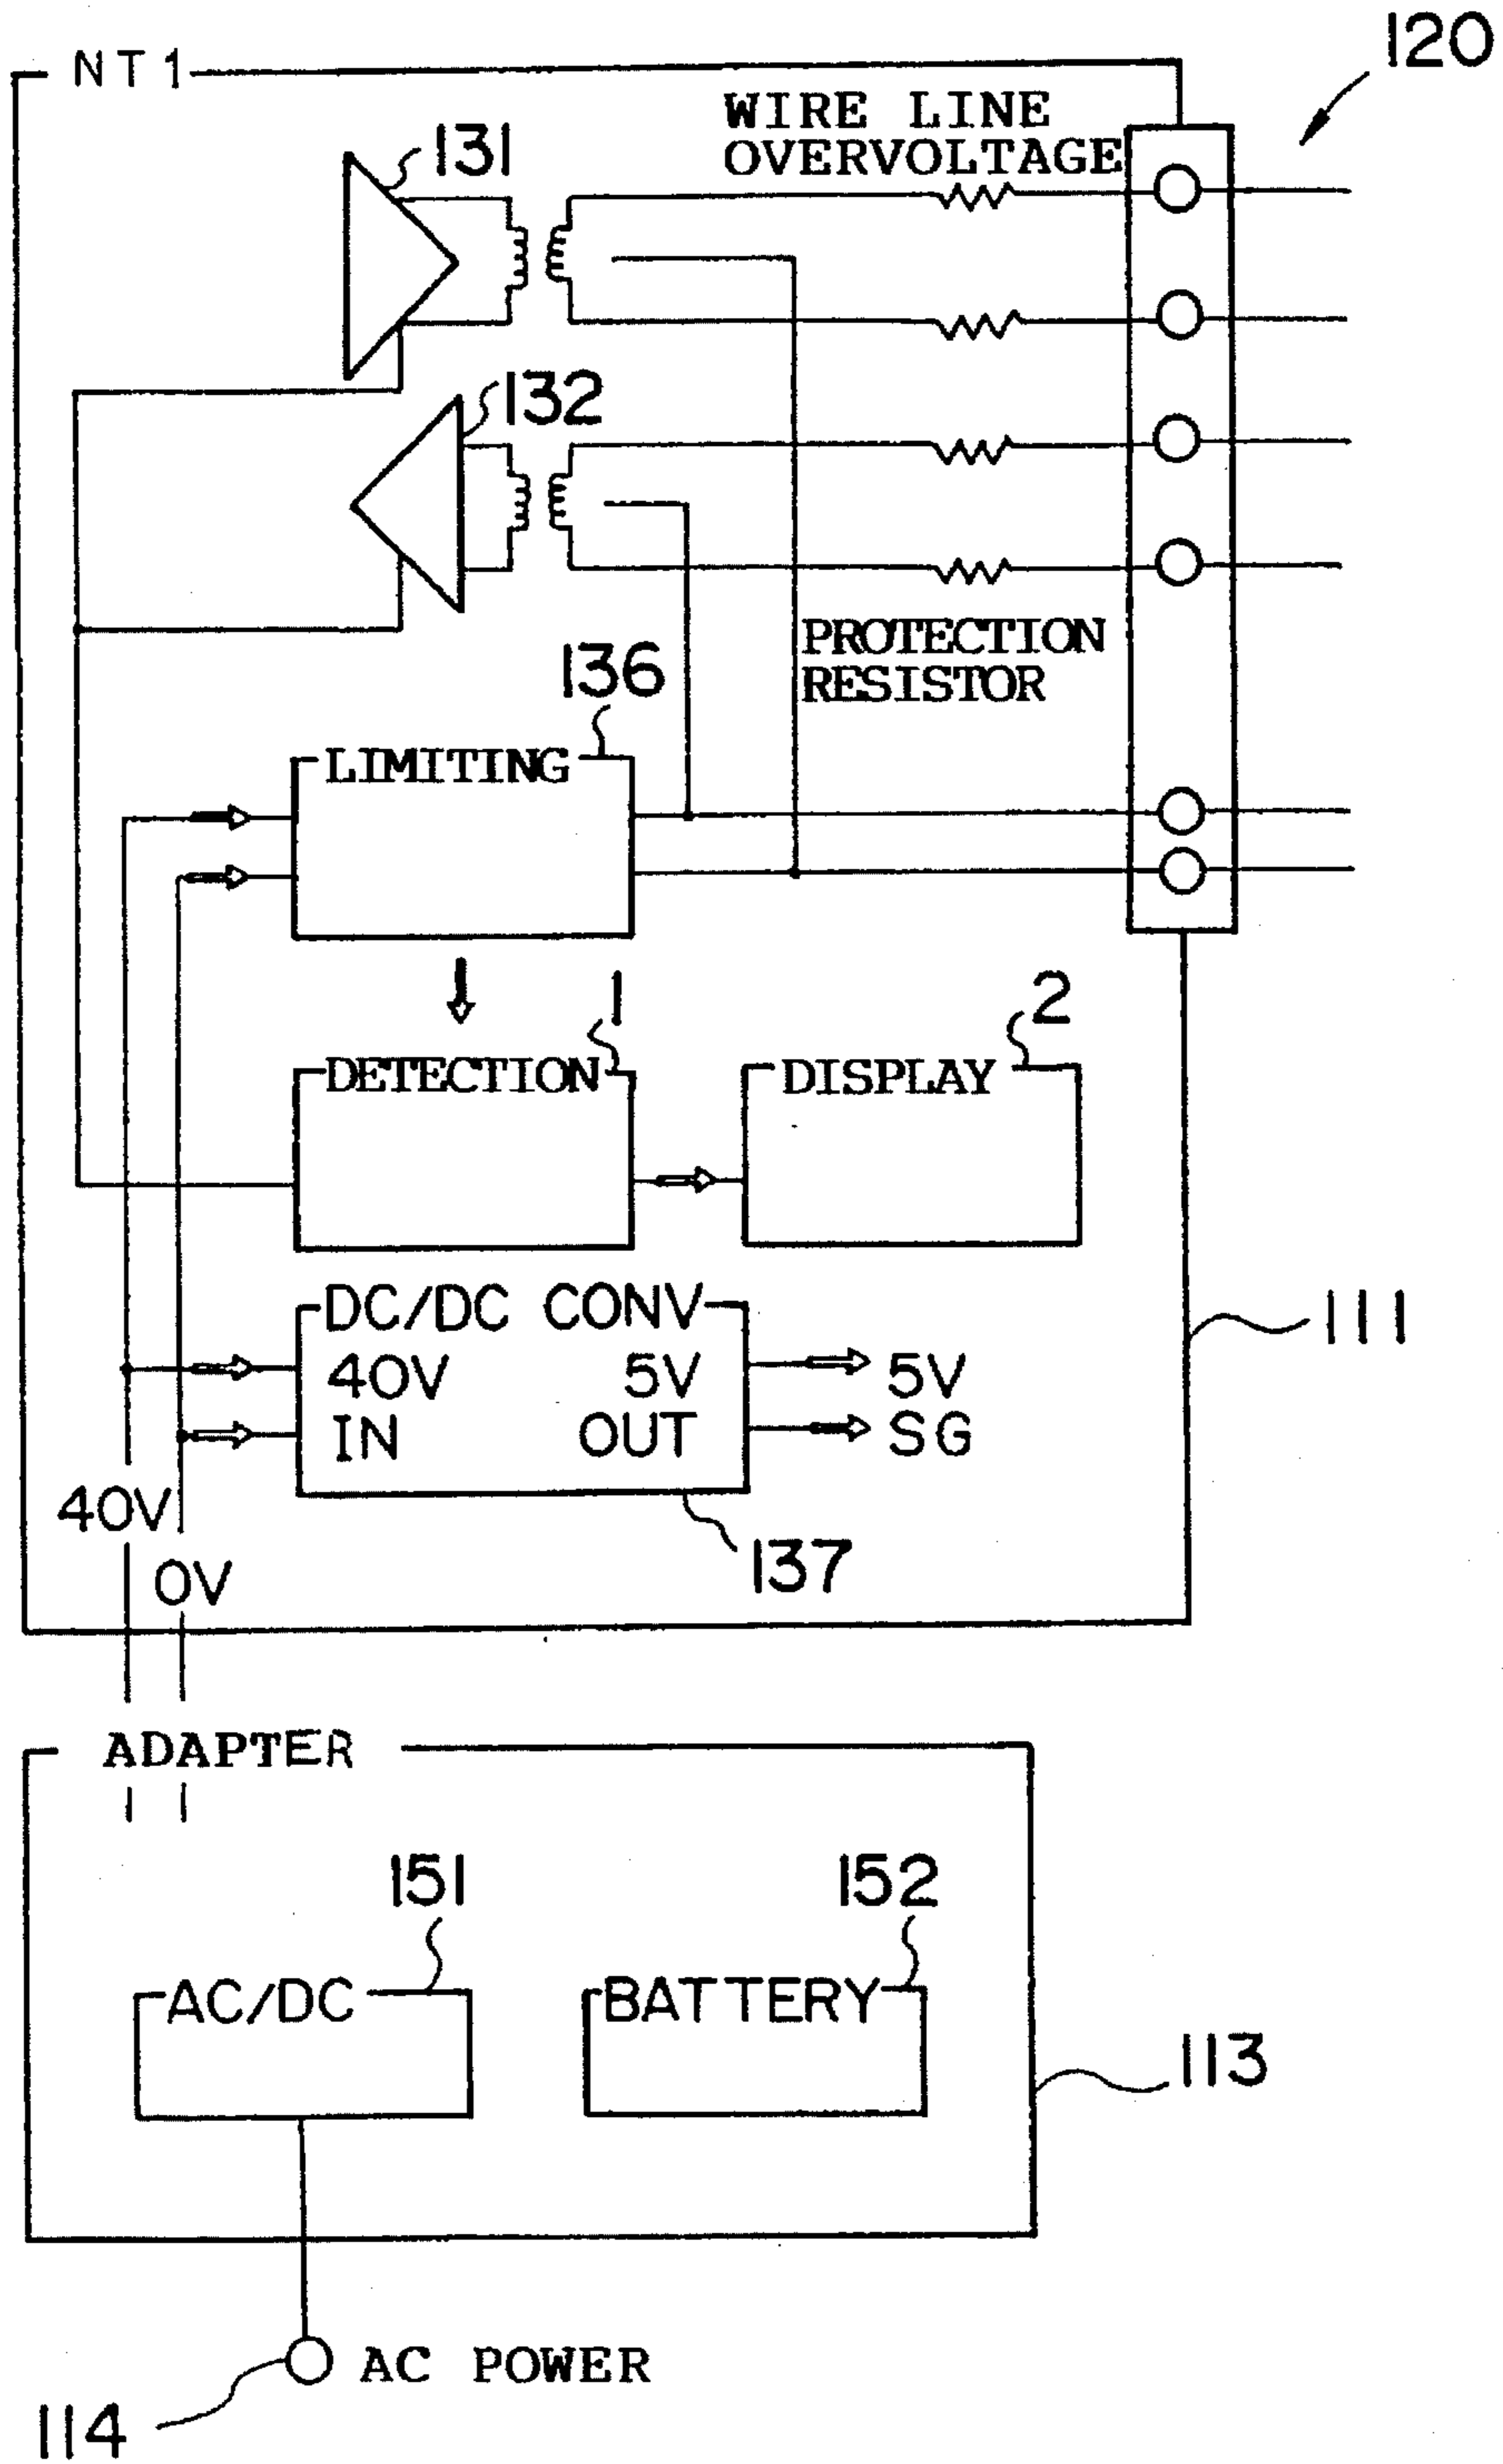 120
NT1
WIRE LINE
OVERVOLTAGE
131
132
PROTECTION
RESISTOR
136
LIMITING
1
2
DETECTION
DISPLAY
DC/DC CONV
111
40V 5V 5V
IN OUT SG
40V
137
0V
ADAPTER
151
152
AC/DC
BATTERY
113
AC POWER
114